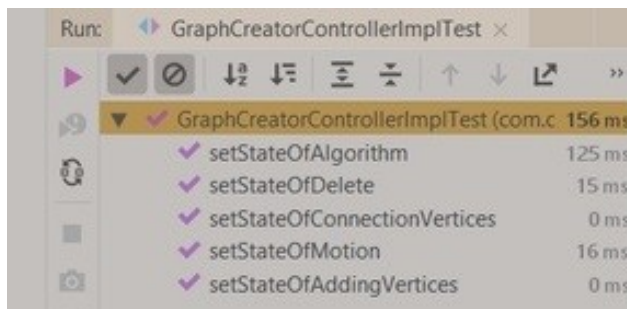 Run: GraphCreatorControllerImplTest
GraphCreatorControllerImplTest (com.c 156 ms
setStateOfAlgorithm 125 ms
setStateOfDelete 15 ms
setStateOfConnectionVertices 0 ms
setStateOfMotion 16 ms
setStateOfAddingVertices 0 ms